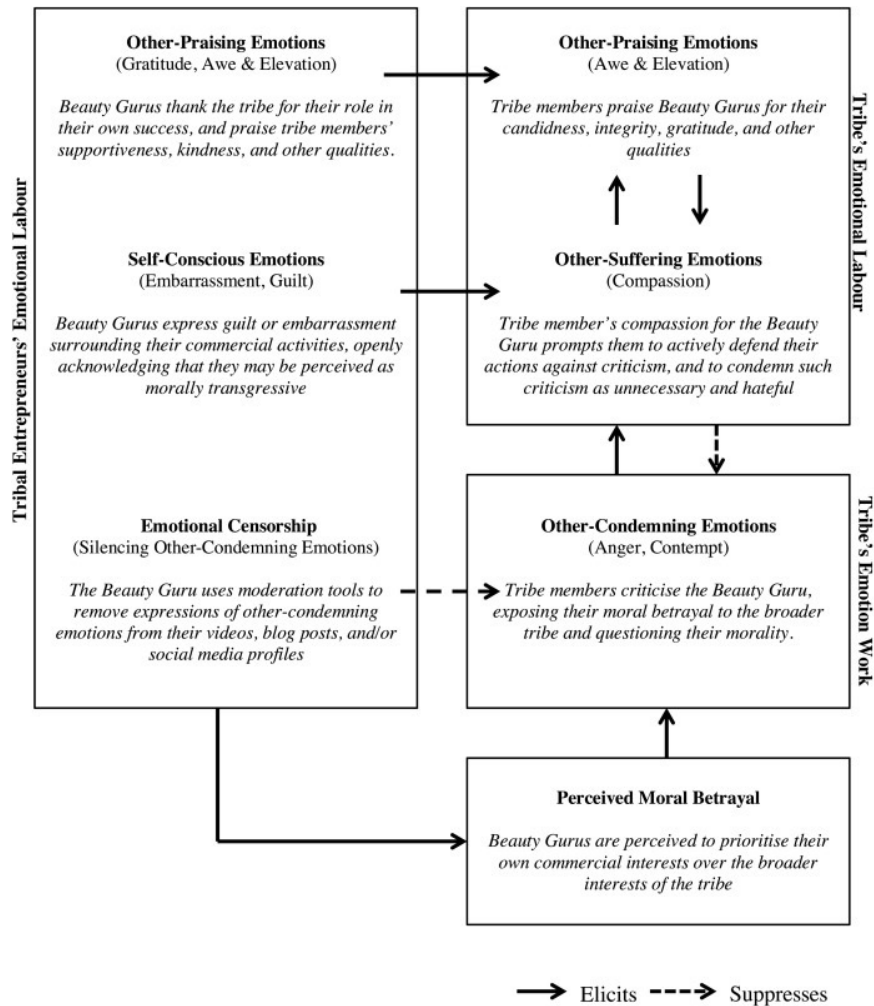 Tribal Entrepreneurs' Emotional Labour
Other-Praising Emotions
(Gratitude, Awe & Elevation)
Beauty Gurus thank the tribe for their role in
their own success, and praise tribe members'
supportiveness, kindness, and other qualities.
Self-Conscious Emotions
(Embarrassment, Guilt)
Beauty Gurus express guilt or embarrassment
surrounding their commercial activities, openly
acknowledging that they may be perceived as
morally transgressive
Emotional Censorship
(Silencing Other-Condemning Emotions)
The Beauty Guru uses moderation tools to
remove expressions of other-condemning
emotions from their videos, blog posts, and/or
social media profiles
Other-Praising Emotions
(Awe & Elevation)
Tribe members praise Beauty Gurus for their
candidness, integrity, gratitude, and other
qualities
Other-Suffering Emotions
(Compassion)
Tribe member's compassion for the Beauty
Guru prompts them to actively defend their
actions against criticism, and to condemn such
criticism as unnecessary and hateful
Tribe's Emotional
Labour
Other-Condemning Emotions
(Anger, Contempt)
Tribe members criticise the Beauty Guru,
exposing their moral betrayal to the broader
tribe and questioning their morality.
Tribe's Emotion
Work
Perceived Moral Betrayal
Beauty Gurus are perceived to prioritise their
own commercial interests over the broader
interests of the tribe
Elicits
Suppresses